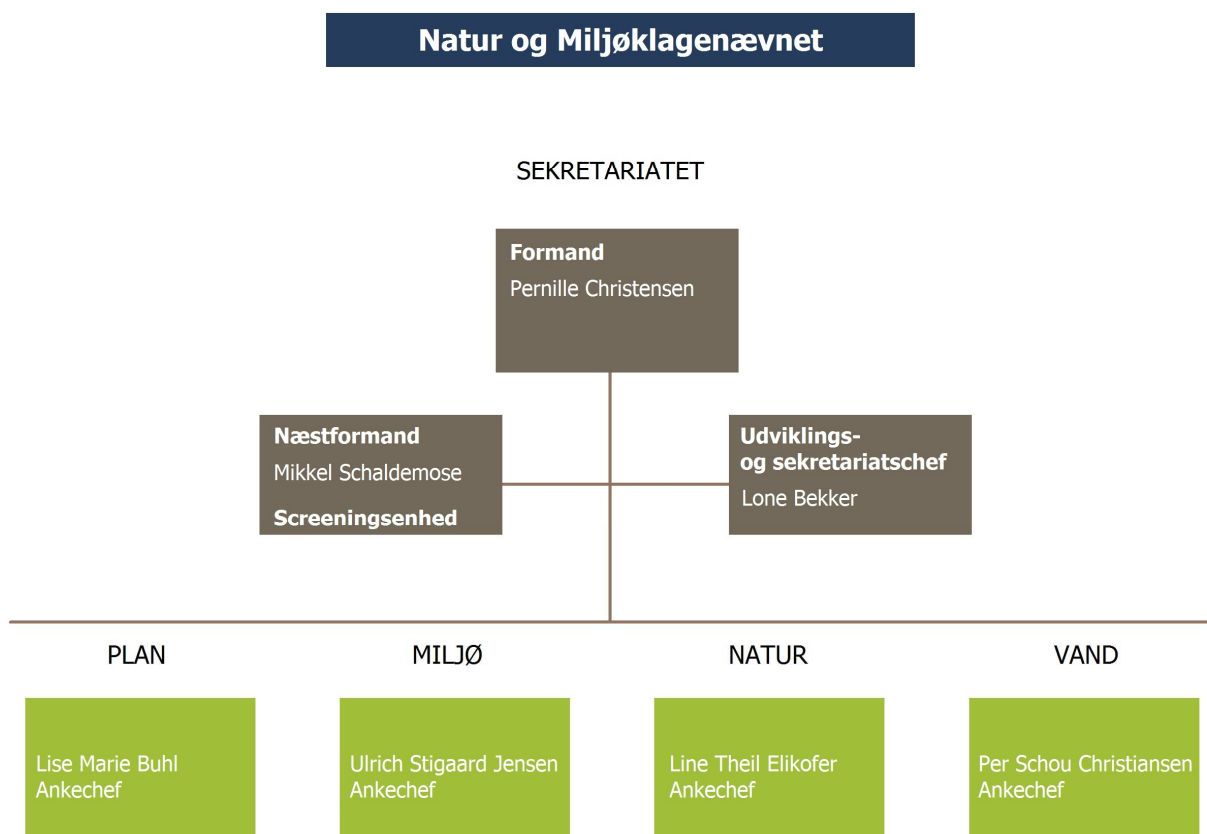 Natur og Miljøklagenævnet
SEKRETARIATET
Formand
Pernille Christensen
Næstformand
Mikkel Schaldemose
Screeningsenhed
Udviklings-
og sekretariatschef
Lone Bekker
PLAN
MILJØ
NATUR
VAND
Lise Marie Buhl
Ankechef
Ulrich Stigaard Jensen
Ankechef
Line Theil Elikofer
Ankechef
Per Schou Christiansen
Ankechef